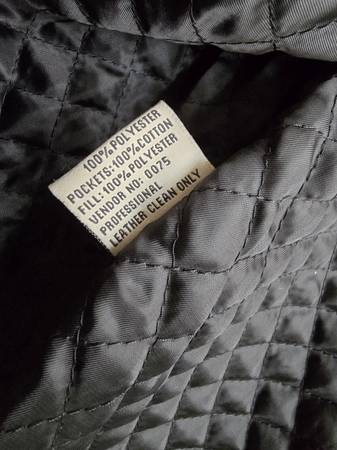 100% POLYESTER
POCKETS:100%COTTON
FILL:100% POLYESTER
VENDOR NO: 0075
PROFESSIONAL
LEATHER CLEAN ONLY